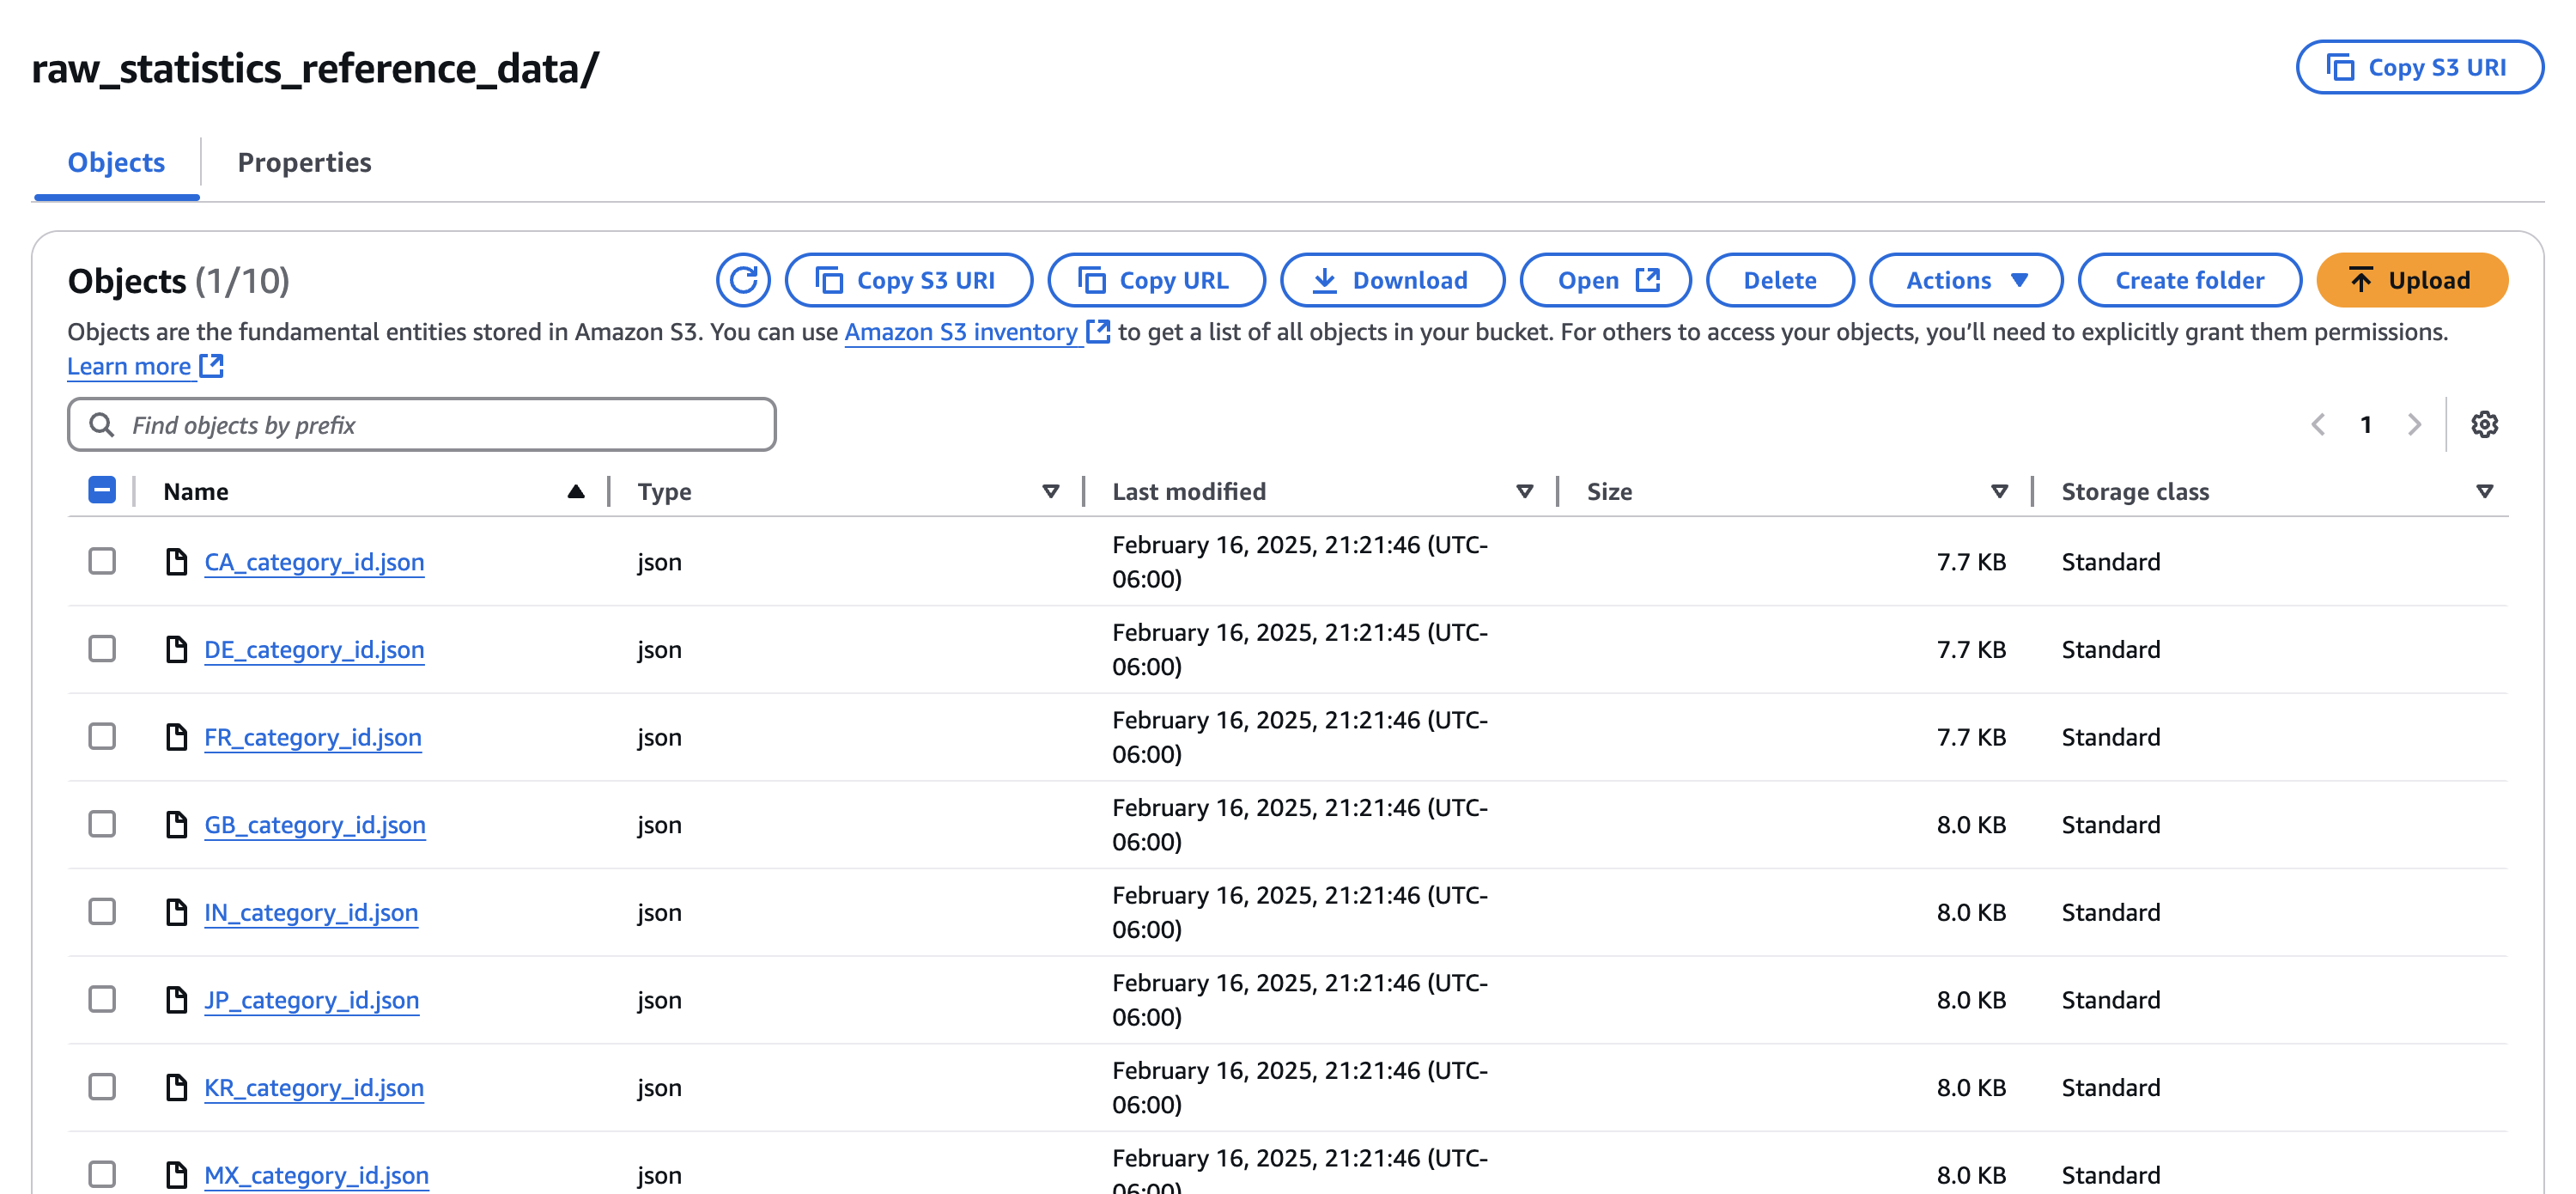 raw_statistics_reference_data/
Copy S3 URI
Objects
Properties
Objects (1/10)
Copy S3 URI
Copy URL
Download
Open
Delete
Actions
Create folder
Upload
Objects are the fundamental entities stored in Amazon S3. You can use Amazon S3 inventory to get a list of all objects in your bucket. For others to access your objects, you’ll need to explicitly grant them permissions.
Learn more
Find objects by prefix
1
Name Type Last modified Size Storage class
CA_category_id.json json February 16, 2025, 21:21:46 (UTC- 7.7 KB Standard
06:00)
DE_category_id.json json February 16, 2025, 21:21:45 (UTC- 7.7 KB Standard
06:00)
FR_category_id.json json February 16, 2025, 21:21:46 (UTC- 7.7 KB Standard
06:00)
GB_category_id.json json February 16, 2025, 21:21:46 (UTC- 8.0 KB Standard
06:00)
IN_category_id.json json February 16, 2025, 21:21:46 (UTC- 8.0 KB Standard
06:00)
JP_category_id.json json February 16, 2025, 21:21:46 (UTC- 8.0 KB Standard
06:00)
KR_category_id.json json February 16, 2025, 21:21:46 (UTC- 8.0 KB Standard
06:00)
MX_category_id.json json February 16, 2025, 21:21:46 (UTC- 8.0 KB Standard
06:00)